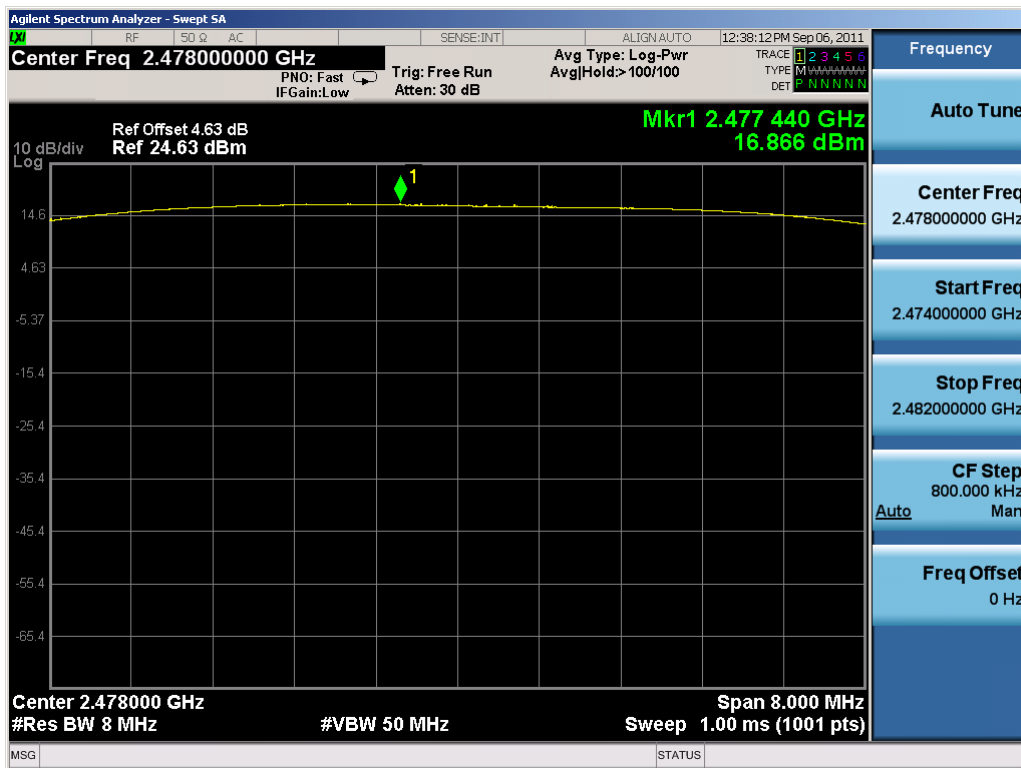 Agilent Spectrum Analyzer - Swept SA
LXI RF 50 Ω AC SENSE:INT ALIGN AUTO 12:38:12 PM Sep 06, 2011
Center Freq 2.478000000 GHz
PNO: Fast
IFGain:Low
Trig: Free Run
Atten: 30 dB
Avg Type: Log-Pwr
Avg|Hold:> 100/100
TRACE 1 2 3 4 5 6
TYPE M WWWWW
DET P N N N N N
Mkr1 2.477 440 GHz
16.866 dBm
Ref Offset 4.63 dB
10 dB/div Ref 24.63 dBm
Log
1
14.6
4.63
-5.37
-15.4
-25.4
-35.4
-45.4
-55.4
-65.4
Center 2.478000 GHz Span 8.000 MHz
#Res BW 8 MHz #VBW 50 MHz Sweep 1.00 ms (1001 pts)
MSG STATUS
Frequency
Auto Tune
Center Freq
2.478000000 GHz
Start Freq
2.474000000 GHz
Stop Freq
2.482000000 GHz
CF Step
800.000 kHz
Auto Man
Freq Offset
0 Hz